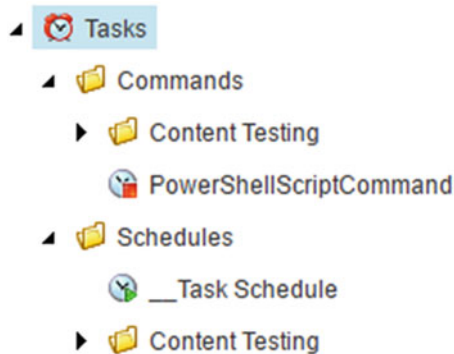 Tasks
Commands
Content Testing
PowerShellScriptCommand
Schedules
__Task Schedule
Content Testing